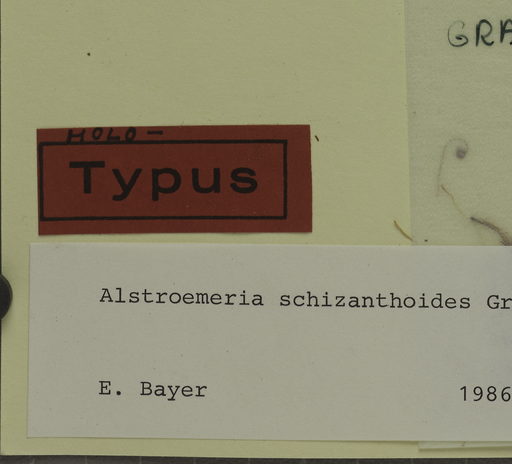 GRA
HOLO-
Typus
Alstroemeria schizanthoides Gr
E. Bayer 1986